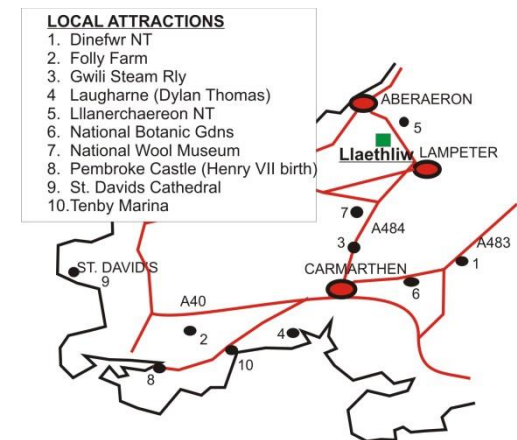 LOCAL ATTRACTIONS
1. Dinefwr NT
2. Folly Farm
3. Gwili Steam Rly
4 Laugharne (Dylan Thomas)
5. Lllanerchaereon NT
6. National Botanic Gdns
7. National Wool Museum
8. Pembroke Castle (Henry VII birth)
9. St. Davids Cathedral
10. Tenby Marina
ABERAERON
5
Llaethliw
LAMPETER
7
A484
3
A483
1
ST. DAVID'S
9
CARMARTHEN
6
A40
2
4
10
8